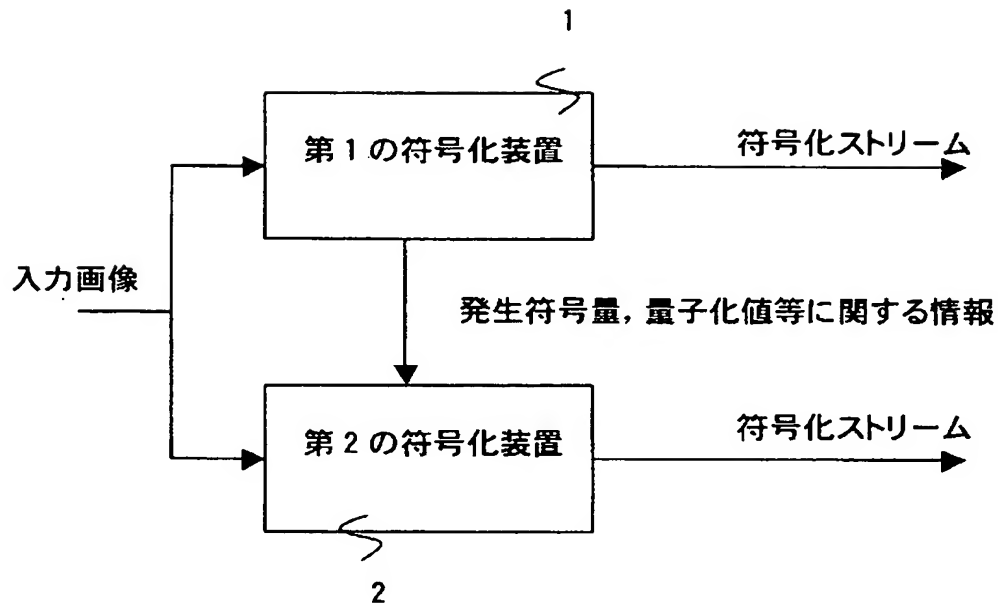 1
第1の符号化装置
符号化ストリーム
入力画像
発生符号量,量子化値等に関する情報
第2の符号化装置
符号化ストリーム
2